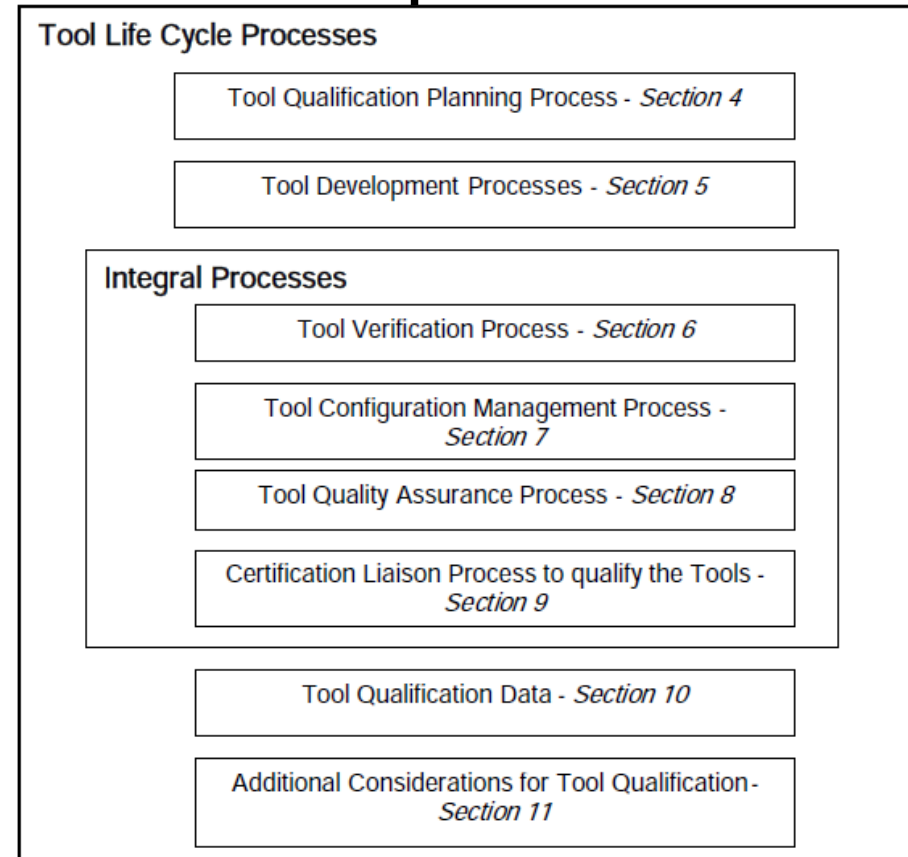 Tool Life Cycle Processes
Tool Qualification Planning Process - Section 4
Tool Development Processes - Section 5
Integral Processes
Tool Verification Process - Section 6
Tool Configuration Management Process -
Section 7
Tool Quality Assurance Process - Section 8
Certification Liaison Process to qualify the Tools -
Section 9
Tool Qualification Data - Section 10
Additional Considerations for Tool Qualification-
Section 11